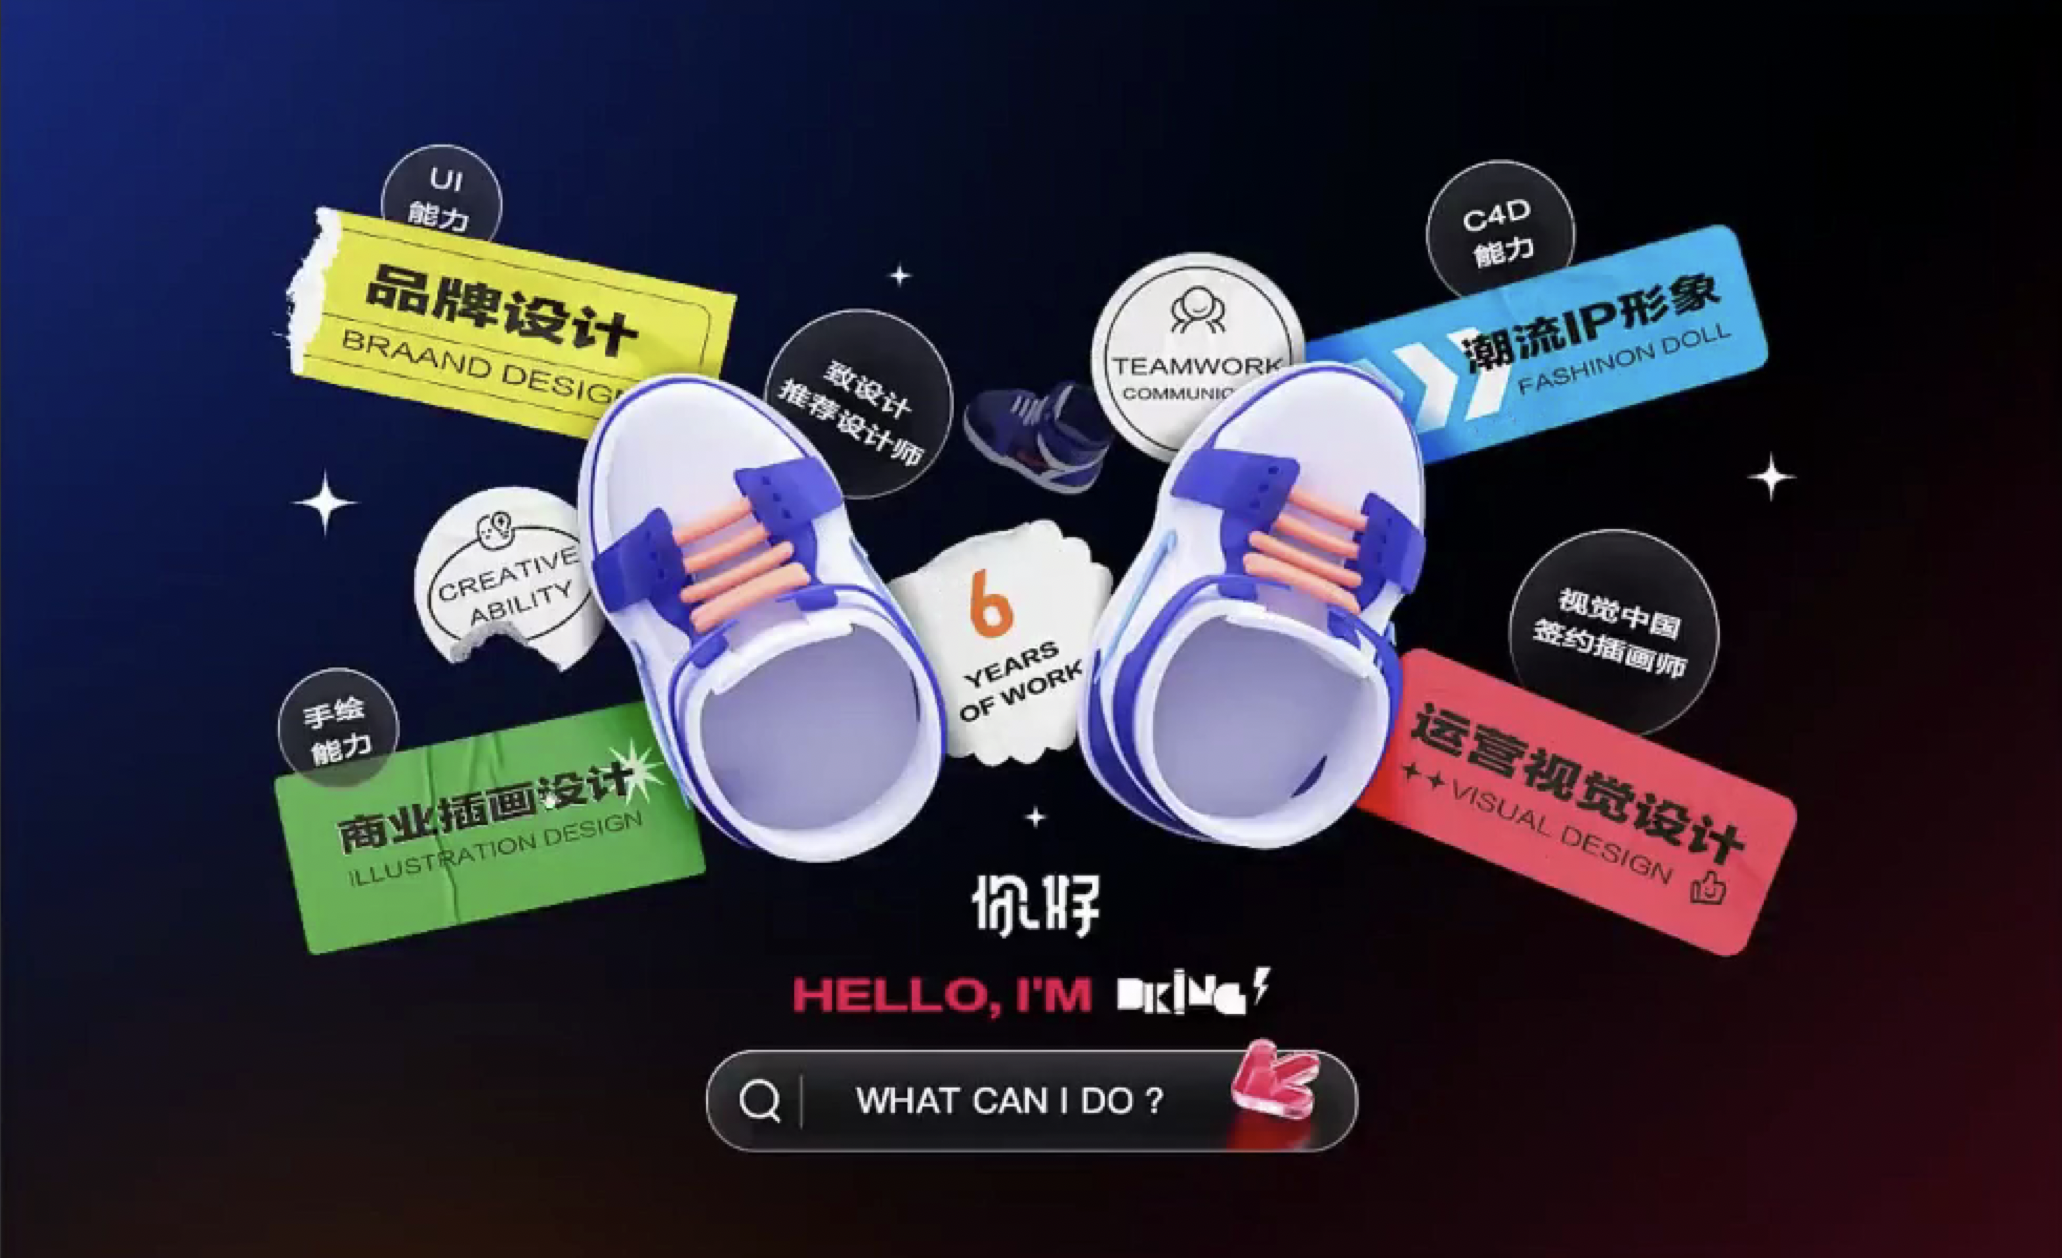 UI
能力
品牌设计
BRAAND DESIGN
致设计
推荐设计师
TEAMWORK
C4D
能力
潮流IP形象
FASHINON DOLL
CREATIVE
ABILITY
6
YEARS
OF WORK
视觉中国
签约插画师
手绘
能力
商业插画设计
ILLUSTRATION DESIGN
运营视觉设计
VISUAL DESIGN
你好
HELLO, I'M DKING
WHAT CAN I DO ?